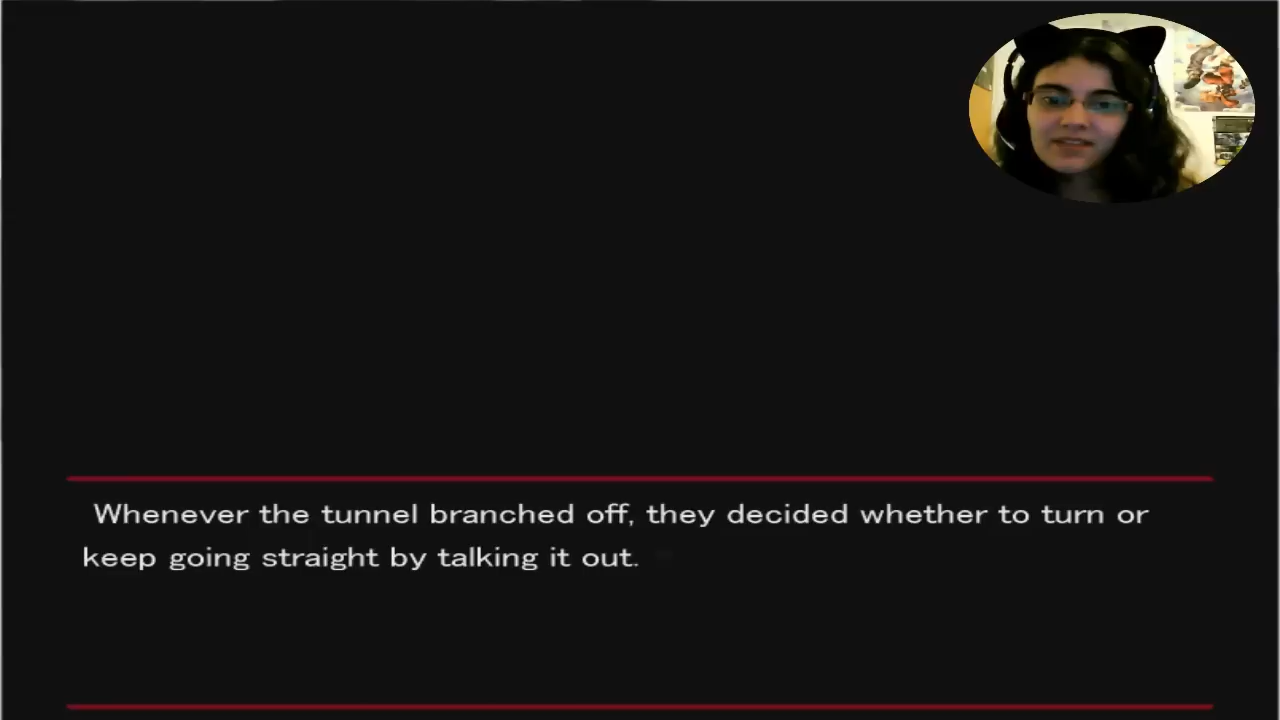 Whenever the tunnel branched off, they decided whether to turn or
keep going straight by talking it out.